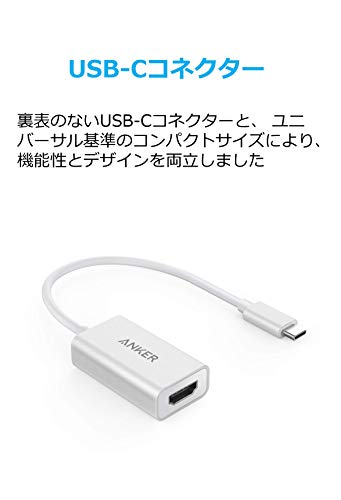 USB-Cコネクター
裏表のないUSB-Cコネクターと、ユニ
バーサル基準のコンパクトサイズにより、
機能性とデザインを両立しました
ANKER